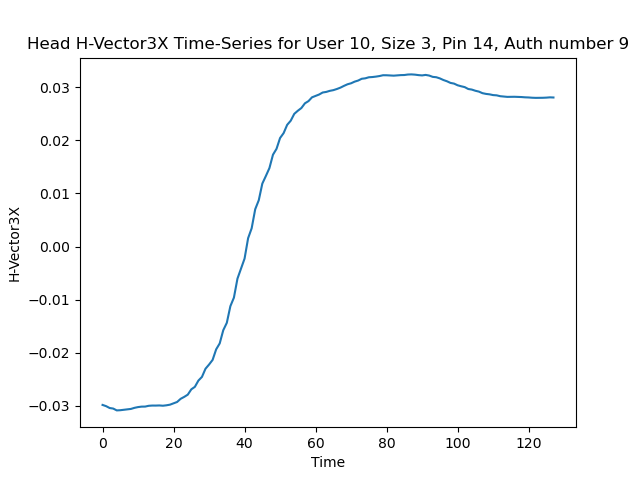 Head H-Vector3X Time-Series for User 10, Size 3, Pin 14, Auth number 9
H-Vector3X
0.03
0.02
0.01
0.00
−0.01
−0.02
−0.03
0 20 40 60 80 100 120
Time